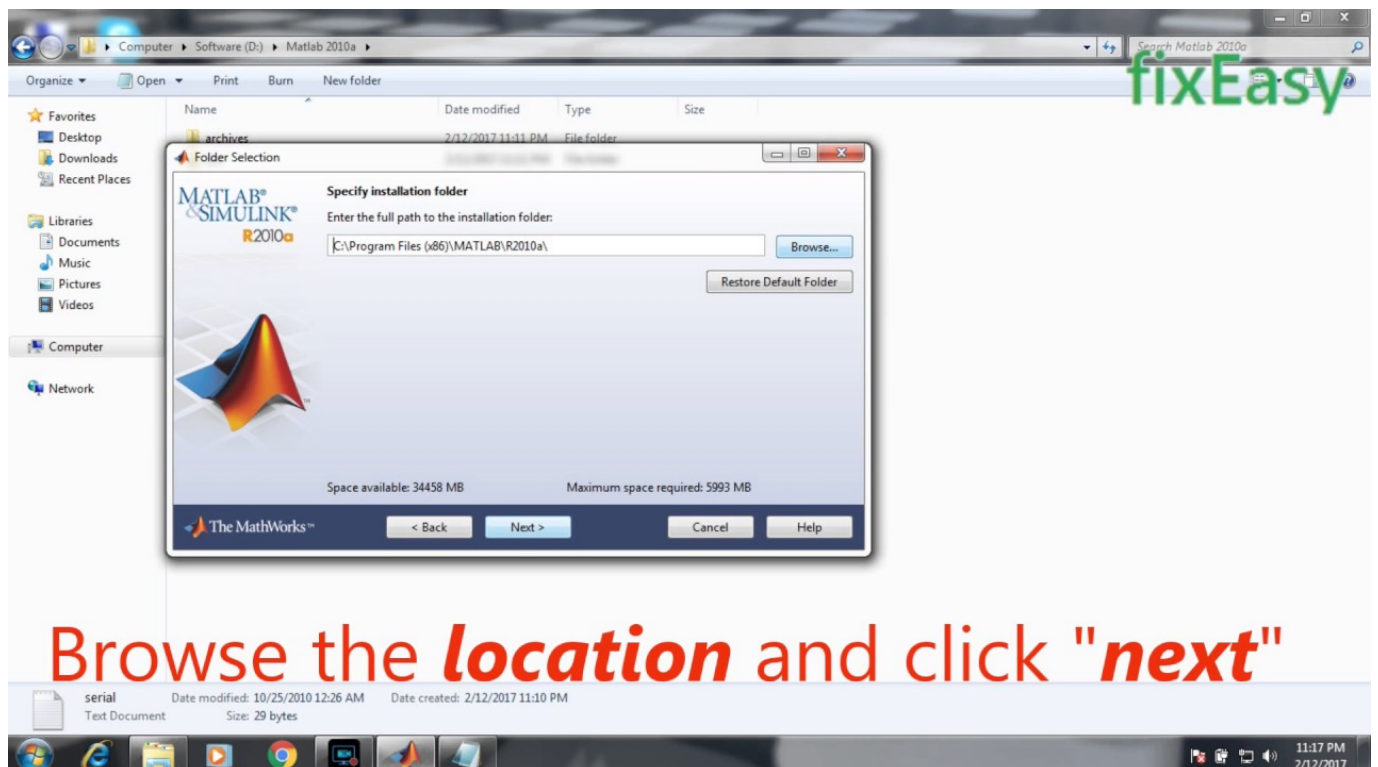 Computer ▸ Software (D:) ▸ Matlab 2010a ▸
Search Matlab 2010a
fixEasy
Organize Open Print Burn New folder
Name Date modified Type Size
Favorites
Desktop
Downloads
Recent Places
Libraries
Documents
Music
Pictures
Videos
Computer
Network
archives 2/12/2017 11:11 PM File folder
Folder Selection
MATLAB®
&SIMULINK®
R2010a
Specify installation folder
Enter the full path to the installation folder:
C:\Program Files (x86)\MATLAB\R2010a\
Browse...
Restore Default Folder
Space available: 34458 MB Maximum space required: 5993 MB
The MathWorks™
< Back Next > Cancel Help
Browse the location and click "next"
serial Date modified: 10/25/2010 12:26 AM Date created: 2/12/2017 11:10 PM
Text Document Size: 29 bytes
11:17 PM
2/12/2017